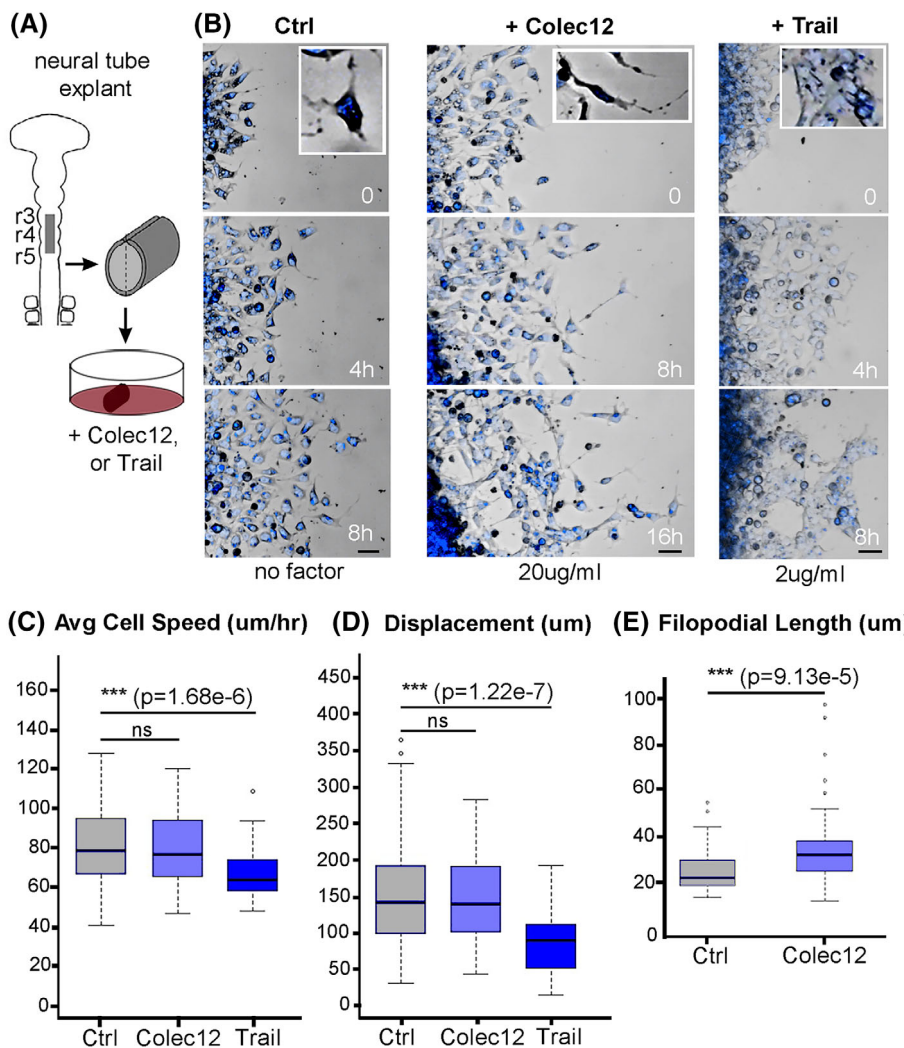 (A)
neural tube
explant
r3
r4
r5
+ Colec12,
or Trail
(B)
Ctrl
+ Colec12
+ Trail
0
0
0
4h
8h
4h
8h
16h
8h
no factor
20ug/ml
2ug/ml
(C) Avg Cell Speed (um/hr)
160
140
120
100
80
60
40
20
0
*** (p=1.68e-6)
ns
Ctrl
Colec12
Trail
(D) Displacement (um)
450
400
350
300
250
200
150
100
50
0
*** (p=1.22e-7)
ns
Ctrl
Colec12
Trail
(E) Filopodial Length (um)
100
80
60
40
20
0
*** (p=9.13e-5)
Ctrl
Colec12